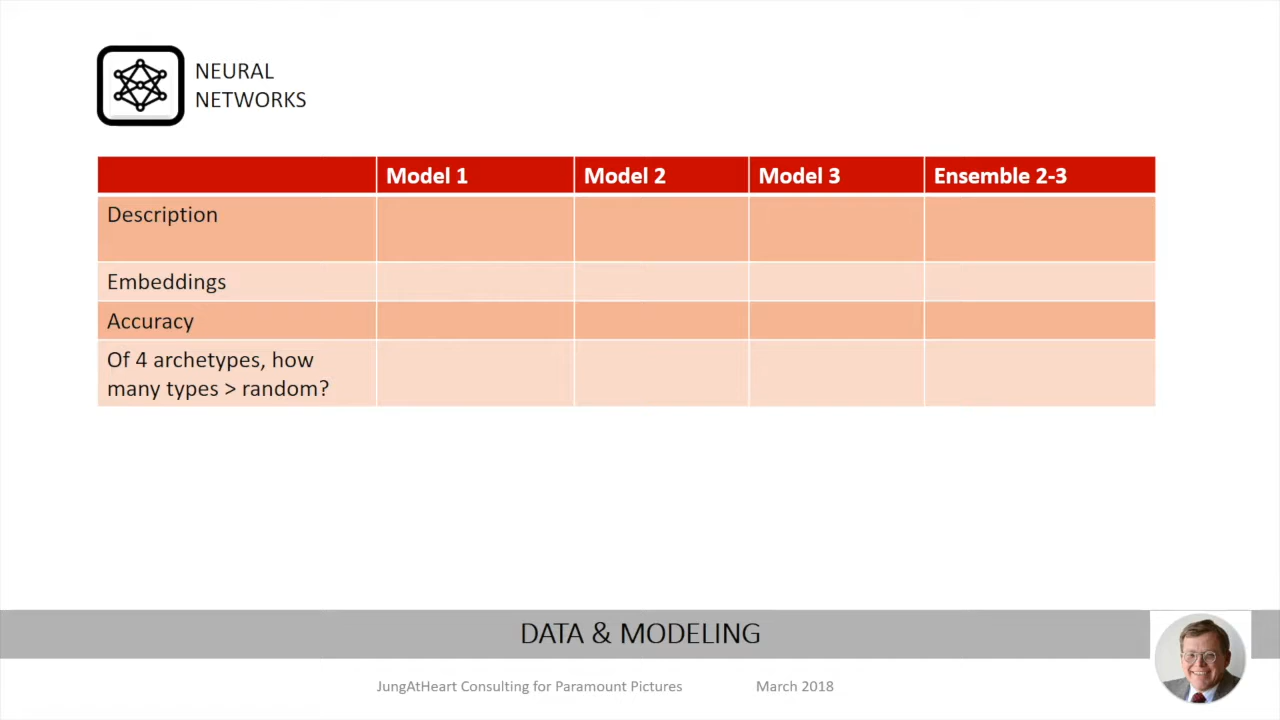 NEURAL
NETWORKS
Model 1 Model 2 Model 3 Ensemble 2-3
Description
Embeddings
Accuracy
Of 4 archetypes, how
many types > random?
DATA & MODELING
JungAtHeart Consulting for Paramount Pictures March 2018